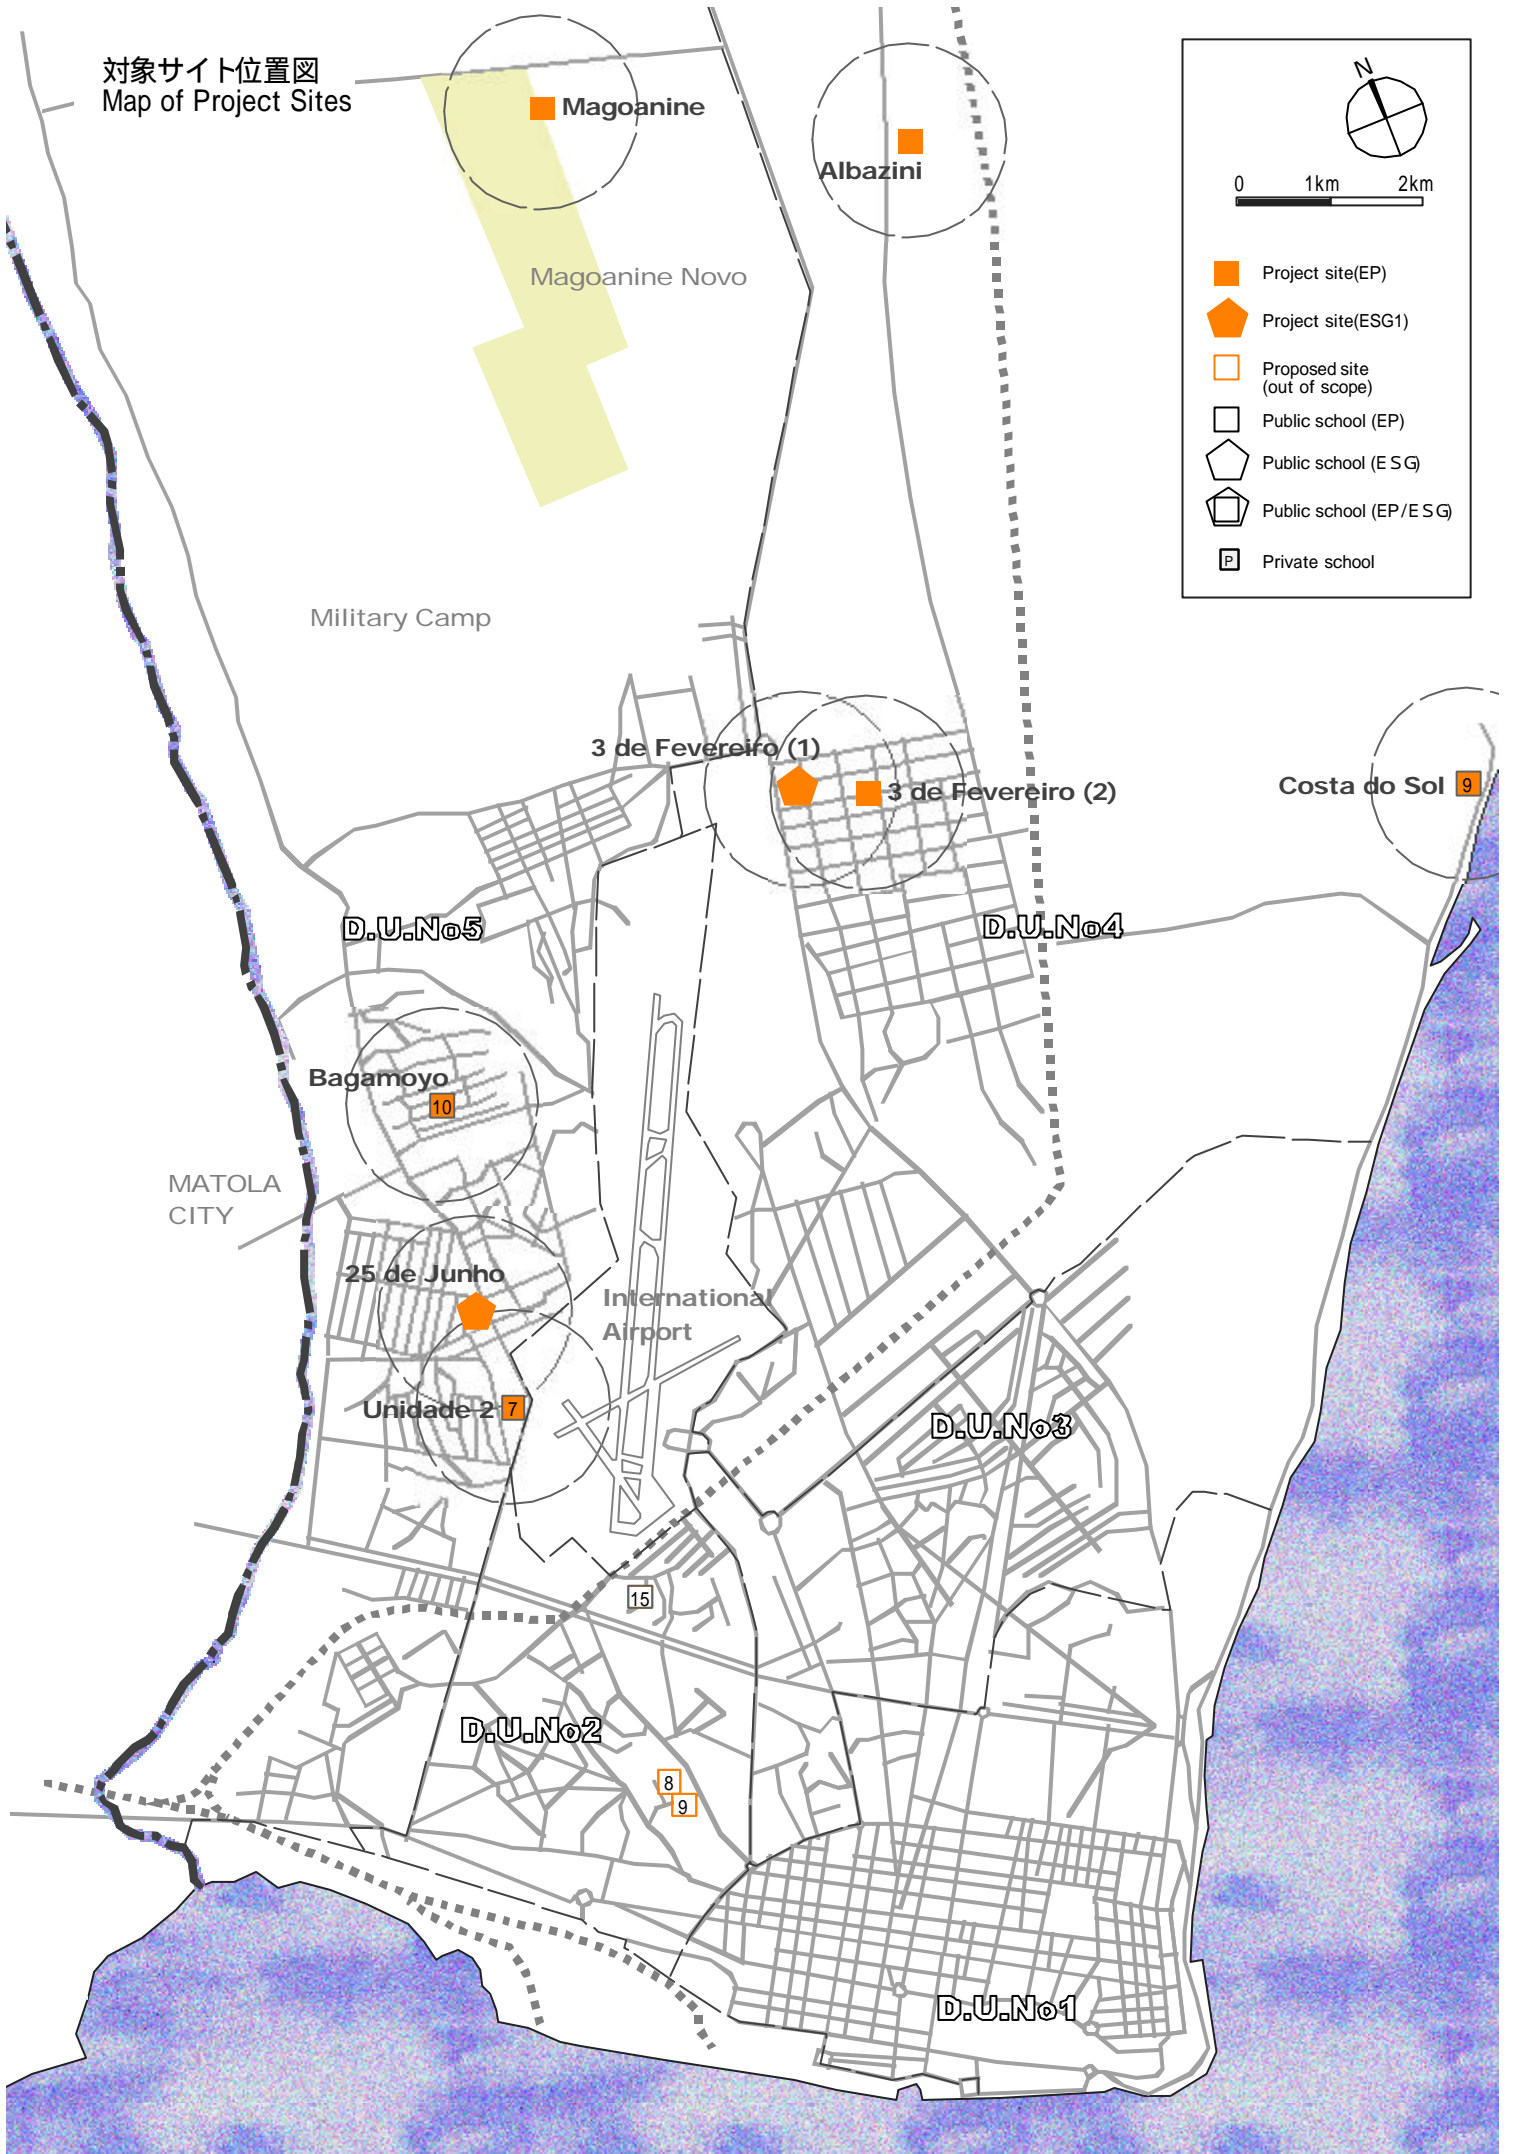 対象サイト位置図
Map of Project Sites
N
0 1km 2km
Project site(EP)
Project site(ESG1)
Proposed site
(out of scope)
Public school (EP)
Public school (ESG)
Public school (EP/ESG)
P Private school
Magoanine
Albazini
Magoanine Novo
Military Camp
3 de Fevereiro (1)
3 de Fevereiro (2)
Costa do Sol 9
D.U.No5
D.U.No4
Bagamoyo
10
MATOLA
CITY
25 de Junho
International
Airport
Unidade 2 7
D.U.No3
15
D.U.No2
8
9
D.U.No1